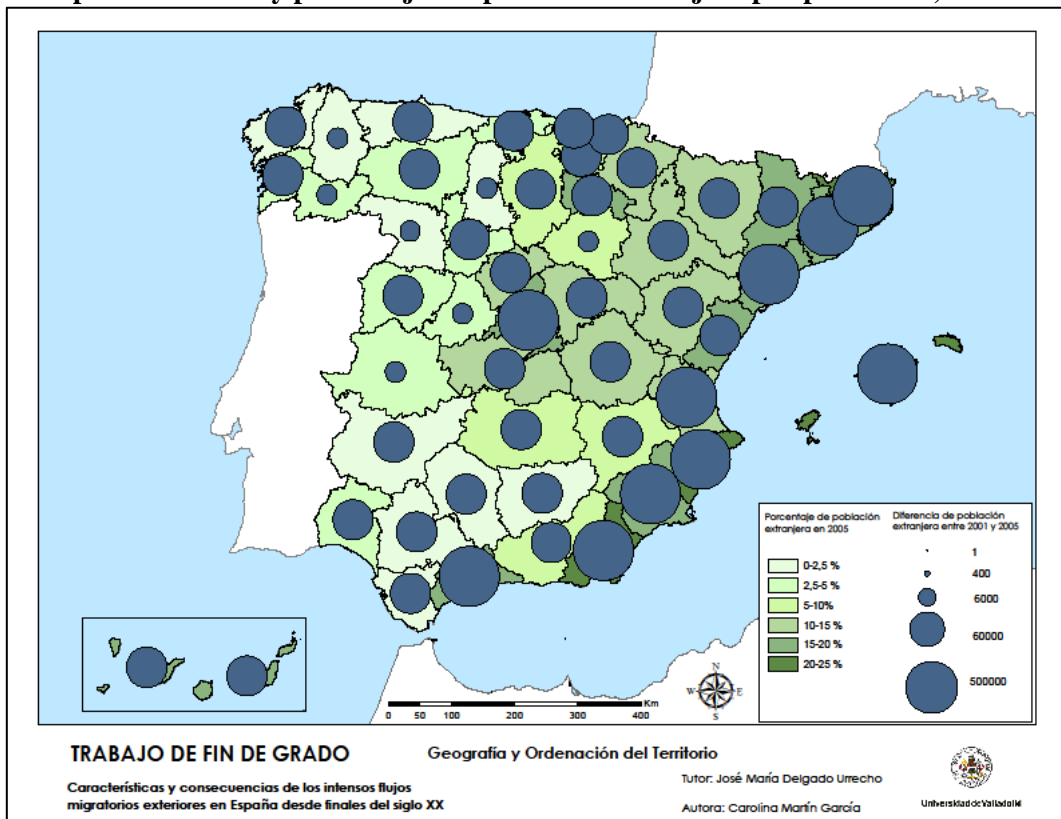 TRABAJO DE FIN DE GRADO
Geografía y Ordenación del Territorio
Características y consecuencias de los intensos flujos
migratorios exteriores en España desde finales del siglo XX
Tutor: José María Delgado Urrecho
Autora: Carolina Martín García
Universidad de Valladolid
Porcentaje de población
extranjera en 2005
0-2,5 %
2,5-5 %
5-10%
10-15 %
15-20 %
20-25 %
Diferencia de población
extranjera entre 2001 y 2005
1
400
6000
60000
500000
N
W
E
S
Km
0 50 100 200 300 400